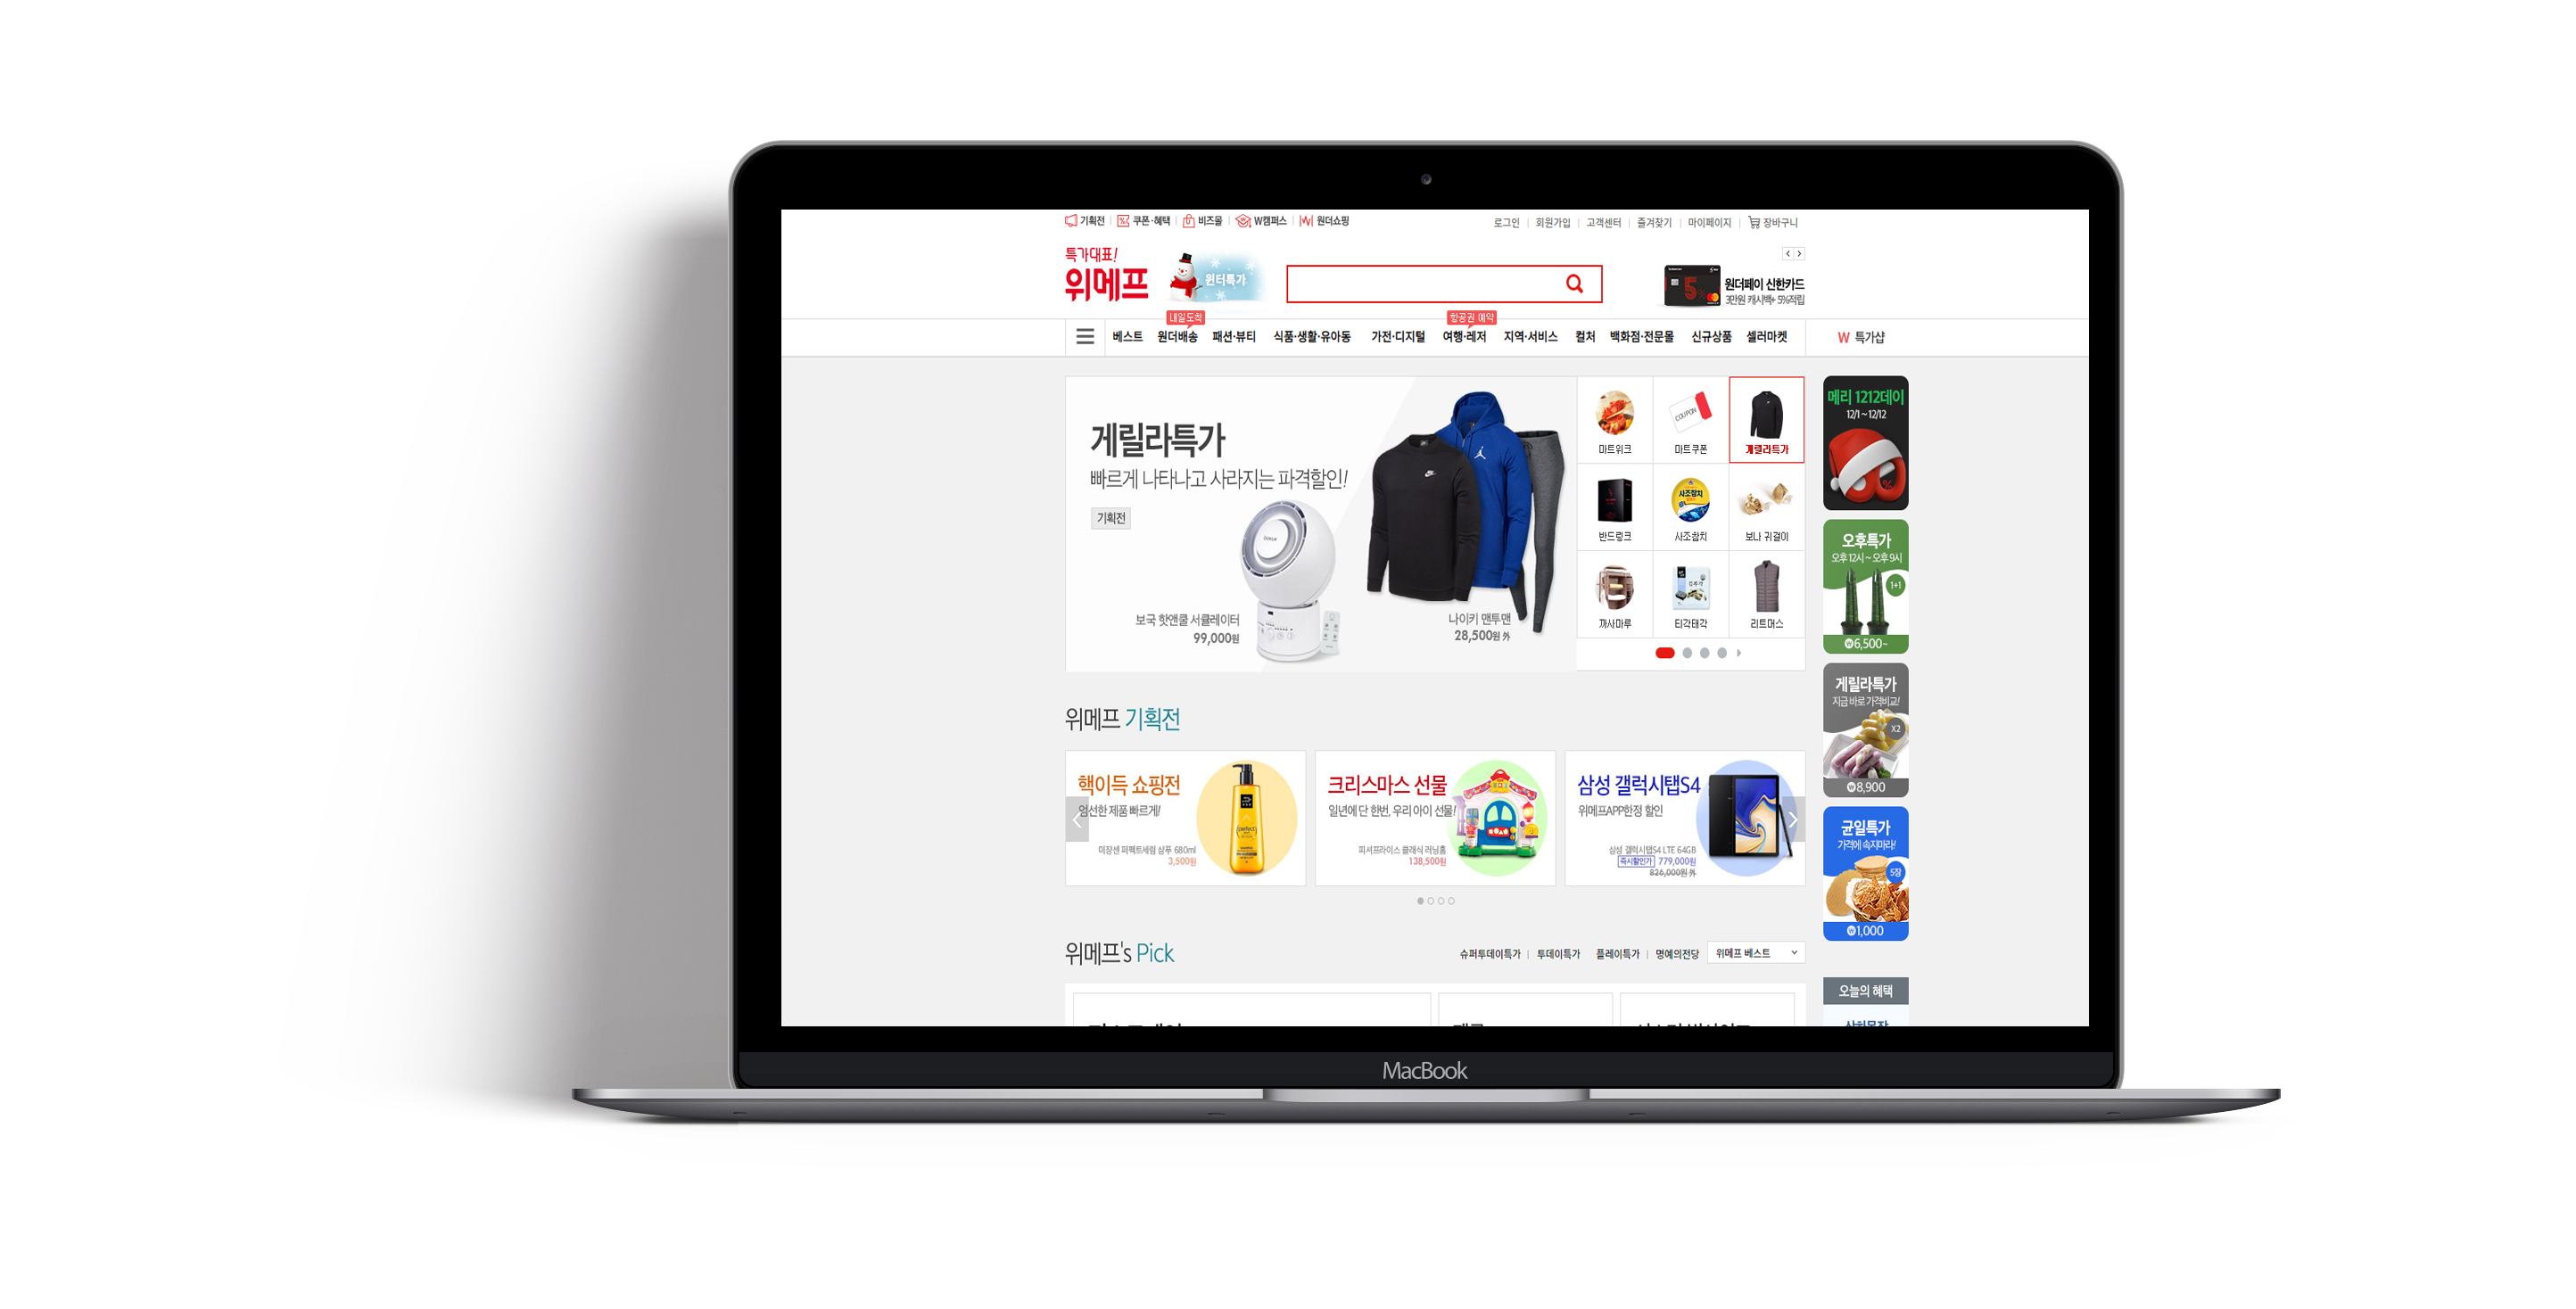 기획전 쿠폰·혜택 비즈몰 W캠퍼스 원더쇼핑
로그인 회원가입 고객센터 즐겨찾기 마이페이지 장바구니
특가대표!
위메프
윈터특가
5%
원더페이 신한카드
3만원 캐시백+ 5%적립
내일도착
항공권 예약
베스트 원더배송 패션·뷰티 식품·생활·유아동 가전·디지털 여행·레저 지역·서비스 컬처 백화점·전문몰 신규상품 셀러마켓
W 특가샵
게릴라특가
빠르게 나타나고 사라지는 파격할인!
기획전
보국 핫앤쿨 서큘레이터
99,000원
나이키 맨투맨
28,500원 外
COUPON
마트위크 마트쿠폰 게릴라특가
사조참치
반드링크 사조참치 보나 귀걸이
까사마루 티각태각 리트머스
메리 1212데이
12/1 ~ 12/12
오후특가
오후 12시 ~ 오후 9시
1+1
₩6,500~
게릴라특가
지금 바로 가격비교!
X2
₩8,900
균일특가
가격에 속지마라!
5장
₩1,000
위메프 기획전
핵이득 쇼핑전
엄선한 제품 빠르게!
미장센 퍼펙트세럼 샴푸 680ml
3,500원
perfect
크리스마스 선물
일년에 단 한번, 우리 아이 선물!
피셔프라이스 클래식 러닝홈
138,500원
삼성 갤럭시탭S4
위메프APP한정 할인
삼성 갤럭시탭S4 LTE 64GB
즉시할인가 779,000원
826,000원 外
위메프's Pick
슈퍼투데이특가 투데이특가 플레이특가 명예의전당 위메프 베스트
오늘의 혜택
MacBook